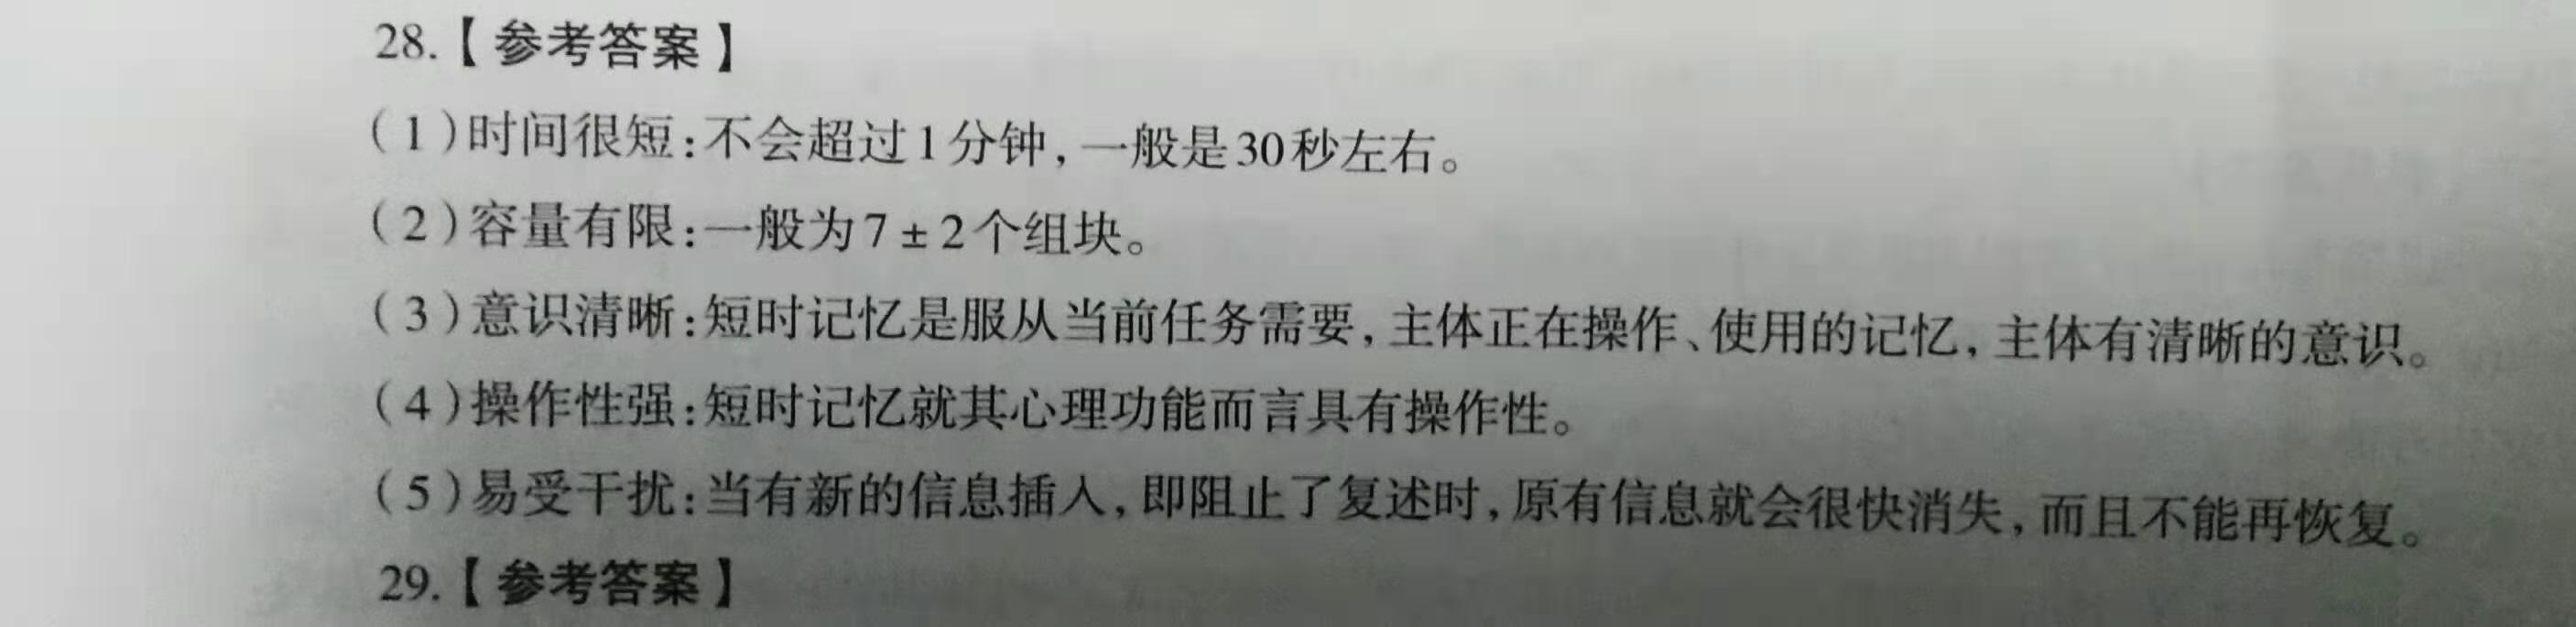 28.【参考答案】
(1)时间很短:不会超过1分钟,一般是30秒左右。
(2)容量有限:一般为7±2个组块。
(3)意识清晰:短时记忆是服从当前任务需要,主体正在操作、使用的记忆,主体有清晰的意识。
(4)操作性强:短时记忆就其心理功能而言具有操作性。
(5)易受干扰:当有新的信息插入,即阻止了复述时,原有信息就会很快消失,而且不能再恢复。
29.【参考答案】